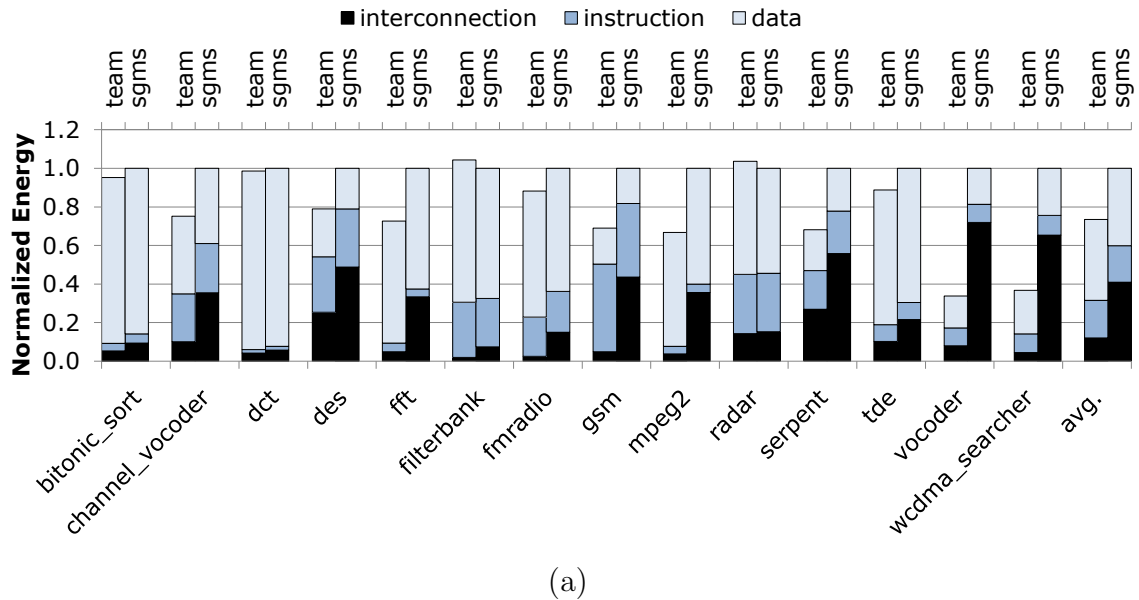 interconnection instruction data
team sgms team sgms team sgms team sgms team sgms team sgms team sgms team sgms team sgms team sgms team sgms team sgms team sgms team sgms team sgms
Normalized Energy
1.2
1.0
0.8
0.6
0.4
0.2
0.0
bitonic_sort
channel_vocoder
dct
des
fft
filterbank
fmradio
gsm
mpeg2
radar
serpent
tde
vocoder
wcdma_searcher
avg.
(a)